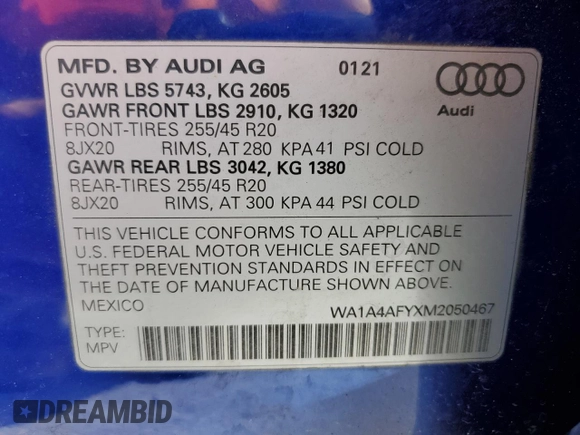 MFD. BY AUDI AG 0121
GVWR LBS 5743, KG 2605
GAWR FRONT LBS 2910, KG 1320
FRONT-TIRES 255/45 R20
8JX20 RIMS, AT 280 KPA 41 PSI COLD
GAWR REAR LBS 3042, KG 1380
REAR-TIRES 255/45 R20
8JX20 RIMS, AT 300 KPA 44 PSI COLD
Audi
THIS VEHICLE CONFORMS TO ALL APPLICABLE
U.S. FEDERAL MOTOR VEHICLE SAFETY AND
THEFT PREVENTION STANDARDS IN EFFECT ON
THE DATE OF MANUFACTURE SHOWN ABOVE.
MEXICO WA1A4AFYXM2050467
TYPE:
MPV
DREAMBID